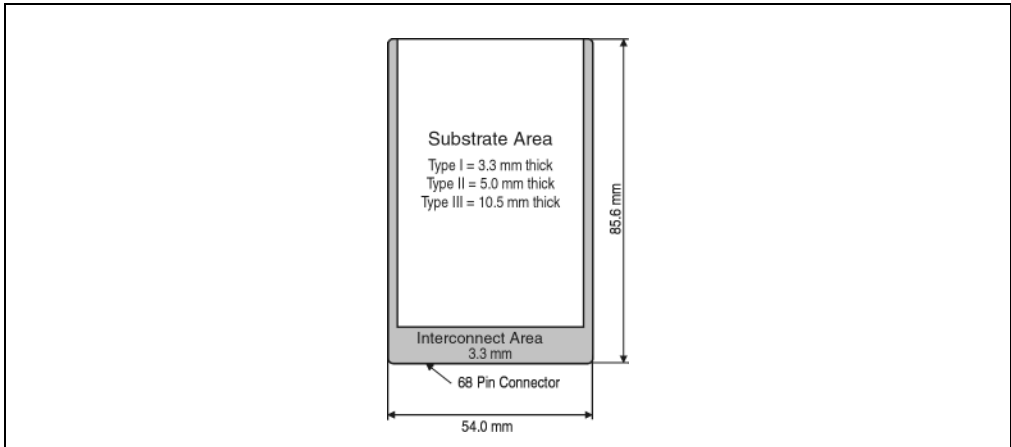 Substrate Area
Type I = 3.3 mm thick
Type II = 5.0 mm thick
Type III = 10.5 mm thick
85.6 mm
Interconnect Area
3.3 mm
68 Pin Connector
54.0 mm